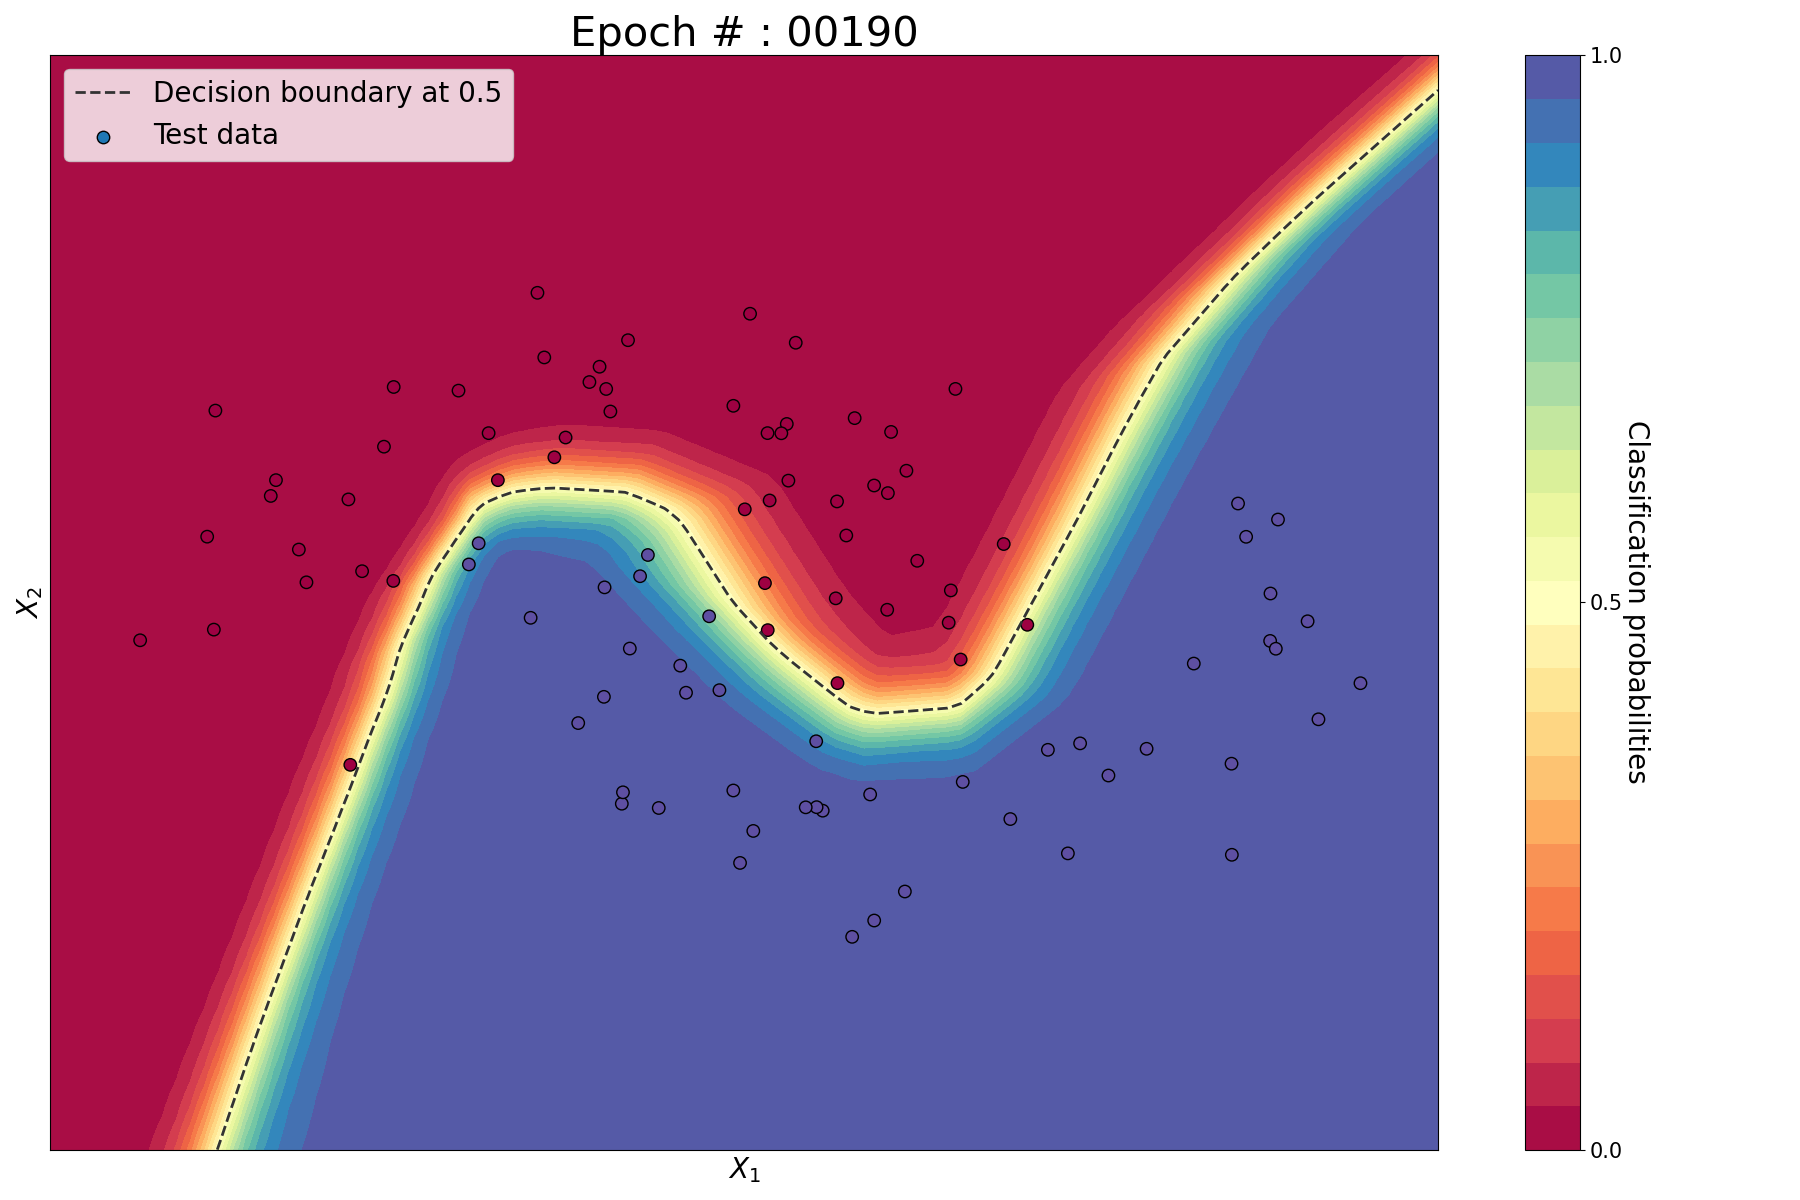 Epoch # : 00190
Decision boundary at 0.5
Test data
X₂
X₁
1.0
0.5
0.0
Classification probabilities